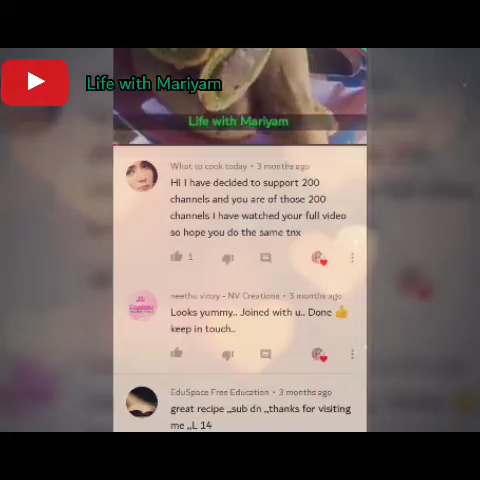 Life with Mariyam
Life with Mariyam
What to cook today • 3 months ago
HI I have decided to support 200
channels and you are of those 200
channels I have watched your full video
so hope you do the same tnx
1
neethu vinay - NV Creations • 3 months ago
Looks yummy.. Joined with u.. Done 👍
keep in touch..
EduSpace Free Education • 3 months ago
great recipe ,,sub dn ,,thanks for visiting
me ,,L 14